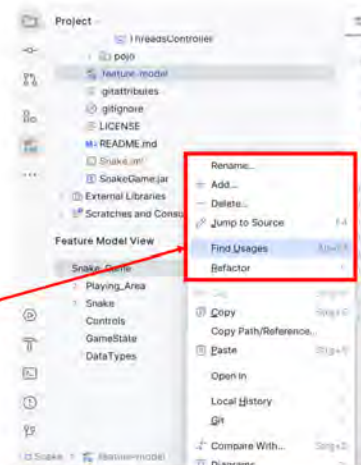 Project
ThreadsController
pojo
feature-model
gitattributes
gitignore
LICENSE
README.md
Snake.iml
SnakeGame.jar
External Libraries
Scratches and Consu
Feature Model View
Snake_Game
Playing_Area
Snake
Controls
GameState
DataTypes
Snake
feature-model
Rename...
Add...
Delete...
Jump to Source F4
Find Usages
Refactor
Copy
Copy Path/Reference...
Paste
Open In
Local History
Git
Compare With...
Diagrams